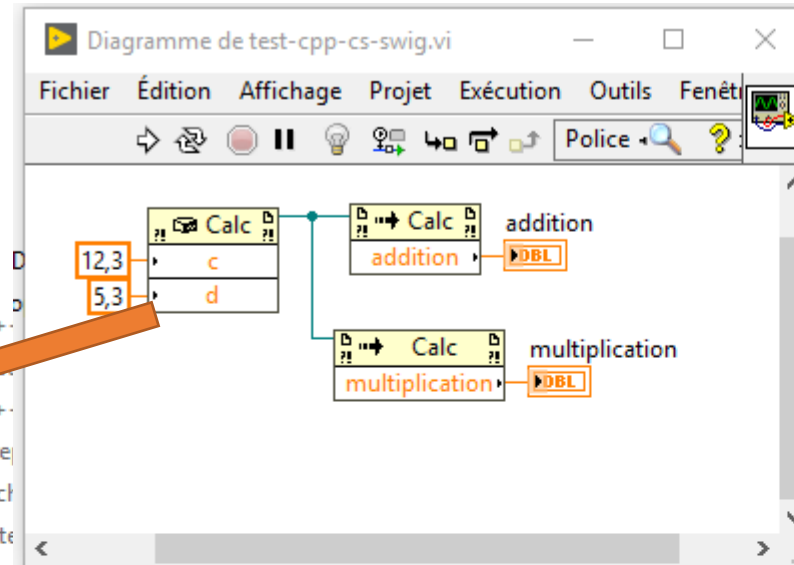 Diagramme de test-cpp-cs-swig.vi
Fichier Édition Affichage Projet Exécution Outils
Police
Calc
c
d
12,3
5,3
Calc
addition
addition
DBL
Calc
multiplication
multiplication
DBL